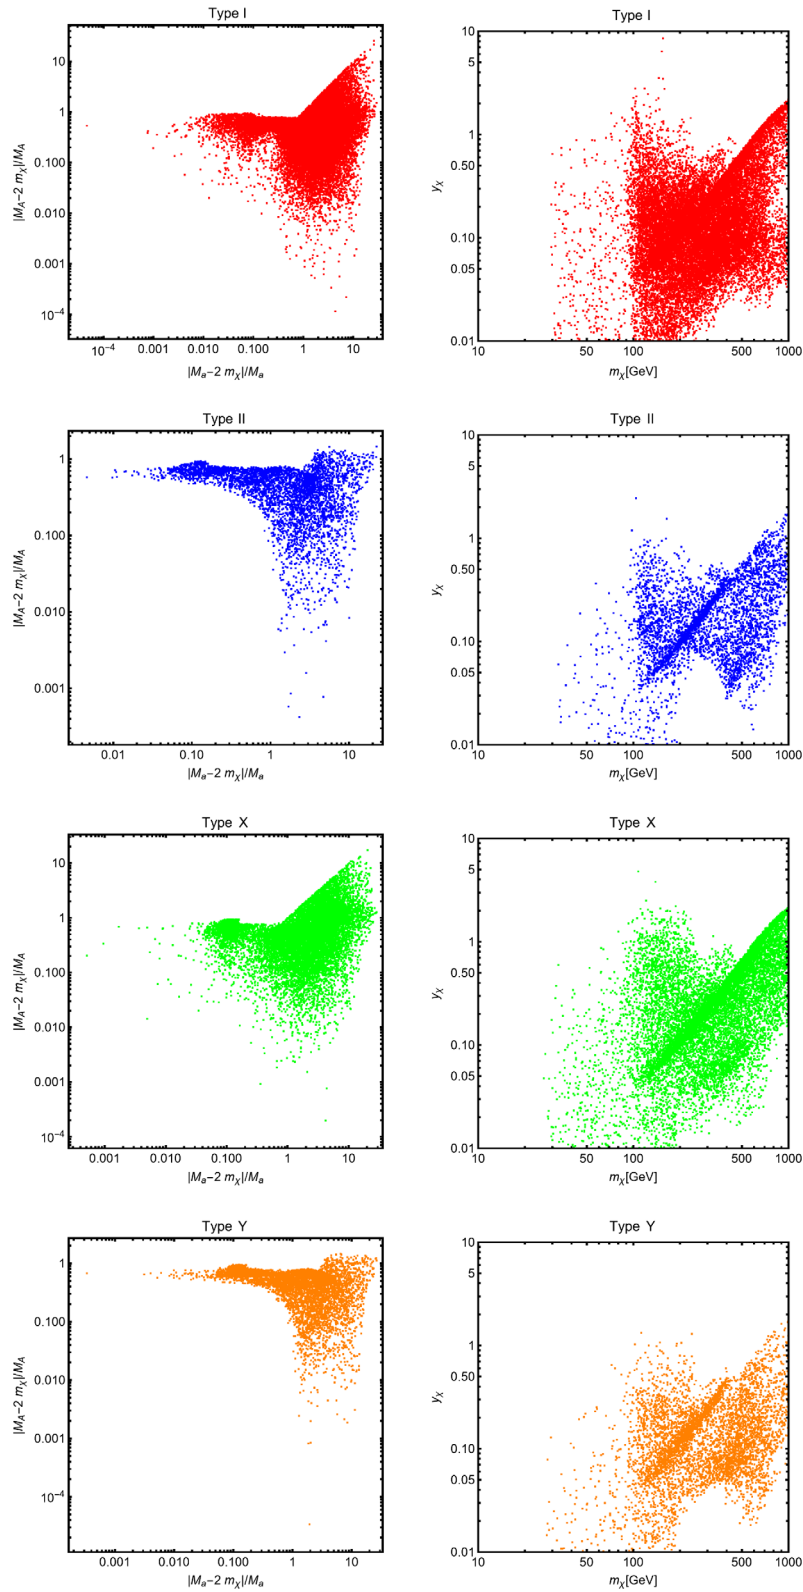 Type I
10
1
0.100
0.010
0.001
10⁻⁴
|M_A−2 m_χ|/M_A
10⁻⁴ 0.001 0.010 0.100 1 10
|M_a−2 m_χ|/M_a
Type I
10
1
0.50
0.10
0.05
0.01
y_χ
10 50 100 500 1000
m_χ[GeV]
Type II
1
0.100
0.010
0.001
|M_A−2 m_χ|/M_A
0.01 0.10 1 10
|M_a−2 m_χ|/M_a
Type II
10
5
1
0.50
0.10
0.05
0.01
y_χ
10 50 100 500 1000
m_χ[GeV]
Type X
10
1
0.100
0.010
0.001
10⁻⁴
|M_A−2 m_χ|/M_A
0.001 0.010 0.100 1 10
|M_a−2 m_χ|/M_a
Type X
10
5
1
0.50
0.10
0.05
0.01
y_χ
10 50 100 500 1000
m_χ[GeV]
Type Y
1
0.100
0.010
0.001
10⁻⁴
|M_A−2 m_χ|/M_A
0.001 0.010 0.100 1 10
|M_a−2 m_χ|/M_a
Type Y
10
5
1
0.50
0.10
0.05
0.01
y_χ
10 50 100 500 1000
m_χ[GeV]